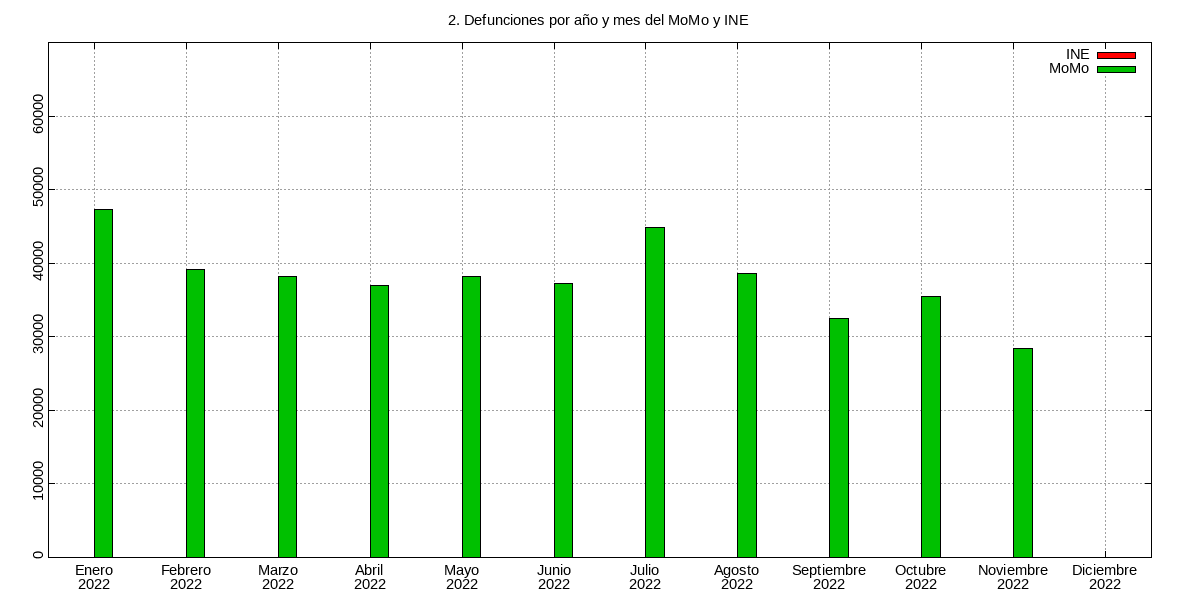 2. Defunciones por año y mes del MoMo y INE
INE
MoMo
60000
50000
40000
30000
20000
10000
0
Enero Febrero Marzo Abril Mayo Junio Julio Agosto Septiembre Octubre Noviembre Diciembre
2022 2022 2022 2022 2022 2022 2022 2022 2022 2022 2022 2022